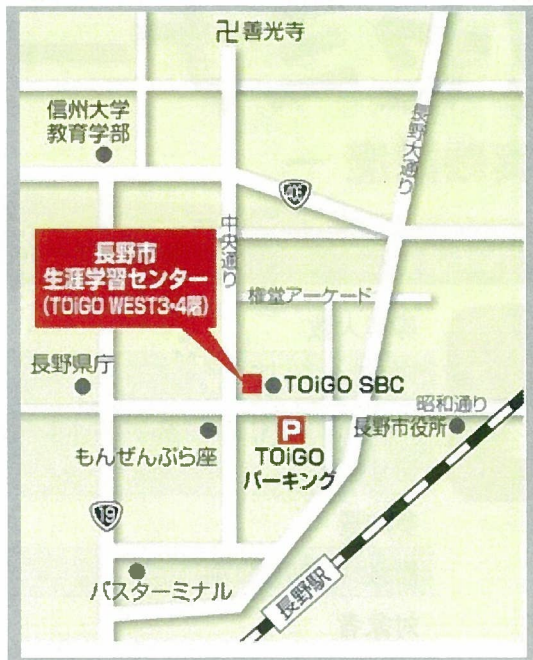 卍善光寺
信州大学
教育学部
長野大通り
406
中央通り
長野市
生涯学習センター
(TOiGO WEST3・4階)
権堂アーケード
長野県庁
TOiGO SBC
昭和通り
長野市役所
もんぜんぷら座
P
TOiGO
パーキング
19
バスターミナル
長野駅